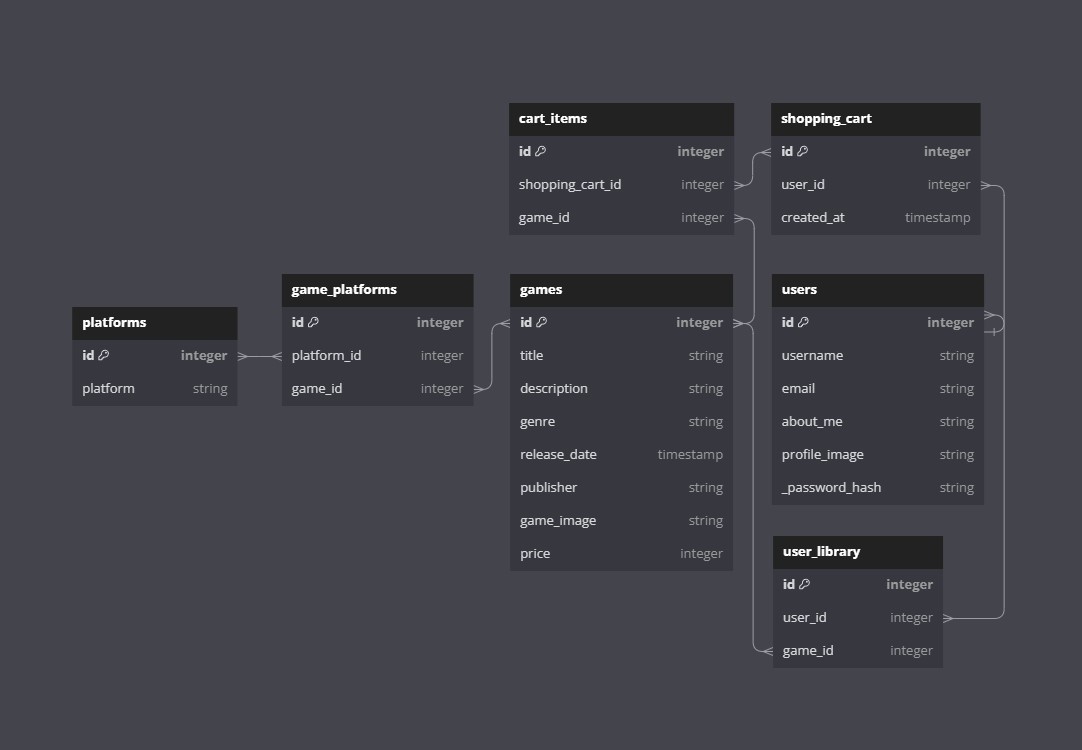 cart_items
id integer
shopping_cart_id integer
game_id integer
shopping_cart
id integer
user_id integer
created_at timestamp
platforms
id integer
platform string
game_platforms
id integer
platform_id integer
game_id integer
games
id integer
title string
description string
genre string
release_date timestamp
publisher string
game_image string
price integer
users
id integer
username string
email string
about_me string
profile_image string
_password_hash string
user_library
id integer
user_id integer
game_id integer